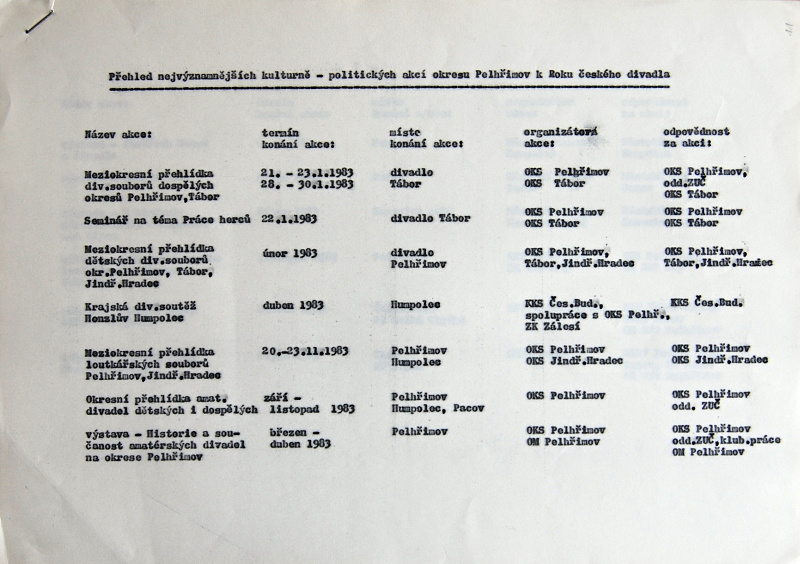 Přehled nejvýznamnějších kulturně - politických akcí okresu Pelhřimov k Roku českého divadla
Název akce: termín místo organizátorů odpovědnost
konání akce: konání akce: akce: za akci:
Meziokresní přehlídka 21. - 23.1.1983 divadlo OKS Pelhřimov OKS Pelhřimov,
div.souborů dospělých 28. - 30.1.1983 Tábor OKS Tábor odd.ZUČ
okresů Pelhřimov,Tábor OKS Tábor
Seminář na téma Práce herců 22.1.1983 divadlo Tábor OKS Pelhřimov OKS Pelhřimov
OKS Tábor OKS Tábor
Meziokresní přehlídka únor 1983 divadlo OKS Pelhřimov, OKS Pelhřimov,
dětských div.souborů Pelhřimov Tábor,Jindř.Hradec Tábor,Jindř.Hradec
okr.Pelhřimov, Tábor,
Jindř.Hradec
Krajská div.soutěž duben 1983 Humpolec KKS Čes.Bud., KKS Čes.Bud.
Honzlův Humpolec spolupráce s OKS Pelhř.,
ZK Zálesí
Meziokresní přehlídka 20.-23.11.1983 Pelhřimov OKS Pelhřimov OKS Pelhřimov
loutkářských souborů Humpolec OKS Jindř.Hradec OKS Jindř.Hradec
Pelhřimov,Jindř.Hradec
Okresní přehlídka amat. září - Pelhřimov OKS Pelhřimov OKS Pelhřimov
divadel dětských i dospělých listopad 1983 Humpolec, Pacov odd. ZUČ
výstava - Historie a sou- březen - Pelhřimov OKS Pelhřimov OKS Pelhřimov
časnost amatérských divadel duben 1983 OM Pelhřimov odd.ZUČ,klub.práce
na okrese Pelhřimov OM Pelhřimov